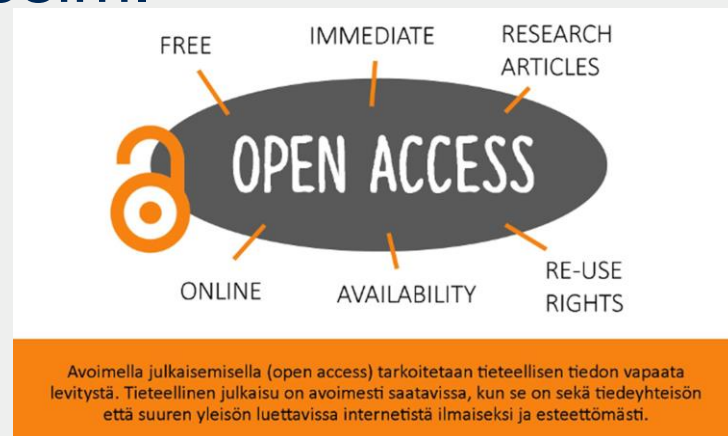 FREE
IMMEDIATE
RESEARCH
ARTICLES
OPEN ACCESS
ONLINE
AVAILABILITY
RE-USE
RIGHTS
Avoimella julkaisemisella (open access) tarkoitetaan tieteellisen tiedon vapaata
levitystä. Tieteellinen julkaisu on avoimesti saatavissa, kun se on sekä tiedeyhteisön
että suuren yleisön luettavissa internetistä ilmaiseksi ja esteettömästi.